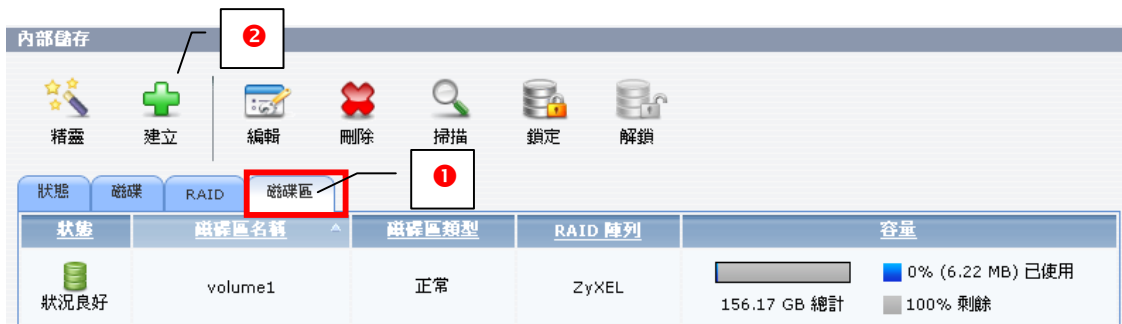 內部儲存
❷
精靈 建立 編輯 刪除 掃描 鎖定 解鎖
❶
狀態 磁碟 RAID 磁碟區
狀態 磁碟區名稱 磁碟區類型 RAID 陣列 容量
狀況良好 volume1 正常 ZyXEL 156.17 GB 總計
0% (6.22 MB) 已使用
100% 剩餘